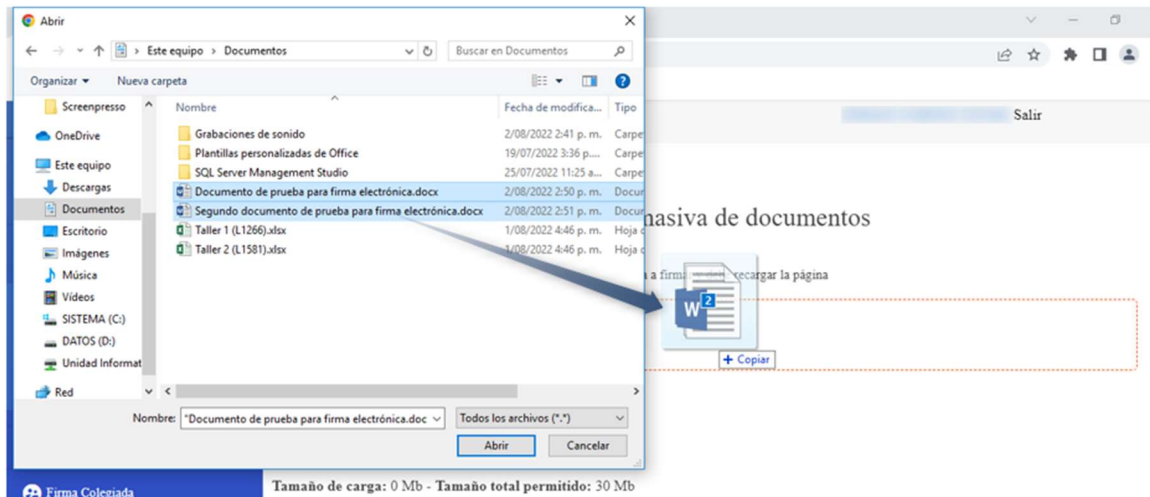 Abrir
Este equipo > Documentos
Buscar en Documentos
Organizar
Nueva carpeta
Nombre
Fecha de modifica...
Tipo
Screenpresso
OneDrive
Este equipo
Descargas
Documentos
Escritorio
Imágenes
Música
Vídeos
SISTEMA (C:)
DATOS (D:)
Unidad Informat
Red
Grabaciones de sonido 2/08/2022 2:41 p. m. Carpe
Plantillas personalizadas de Office 19/07/2022 3:36 p.... Carpe
SQL Server Management Studio 25/07/2022 11:25 a... Carpe
Documento de prueba para firma electrónica.docx 2/08/2022 2:50 p. m. Docur
Segundo documento de prueba para firma electrónica.docx 2/08/2022 2:51 p. m. Docur
Taller 1 (L1266).xlsx 1/08/2022 4:46 p. m. Hoja
Taller 2 (L1581).xlsx 1/08/2022 4:46 p. m. Hoja
Nombre: "Documento de prueba para firma electrónica.doc
Todos los archivos (*.*)
Abrir
Cancelar
Salir
masiva de documentos
a firma
recargar la página
W 2
+ Copiar
Firma Colegiada
Tamaño de carga: 0 Mb - Tamaño total permitido: 30 Mb